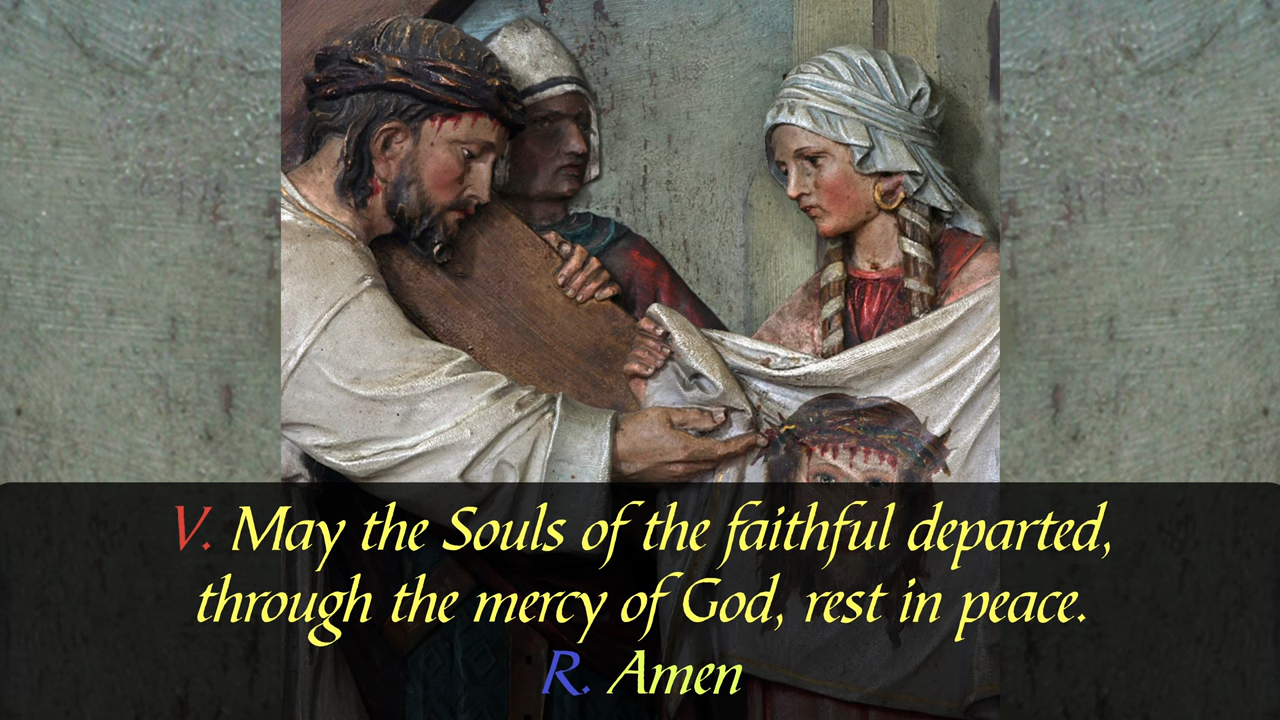 V. May the Souls of the faithful departed,
through the mercy of God, rest in peace.
R. Amen